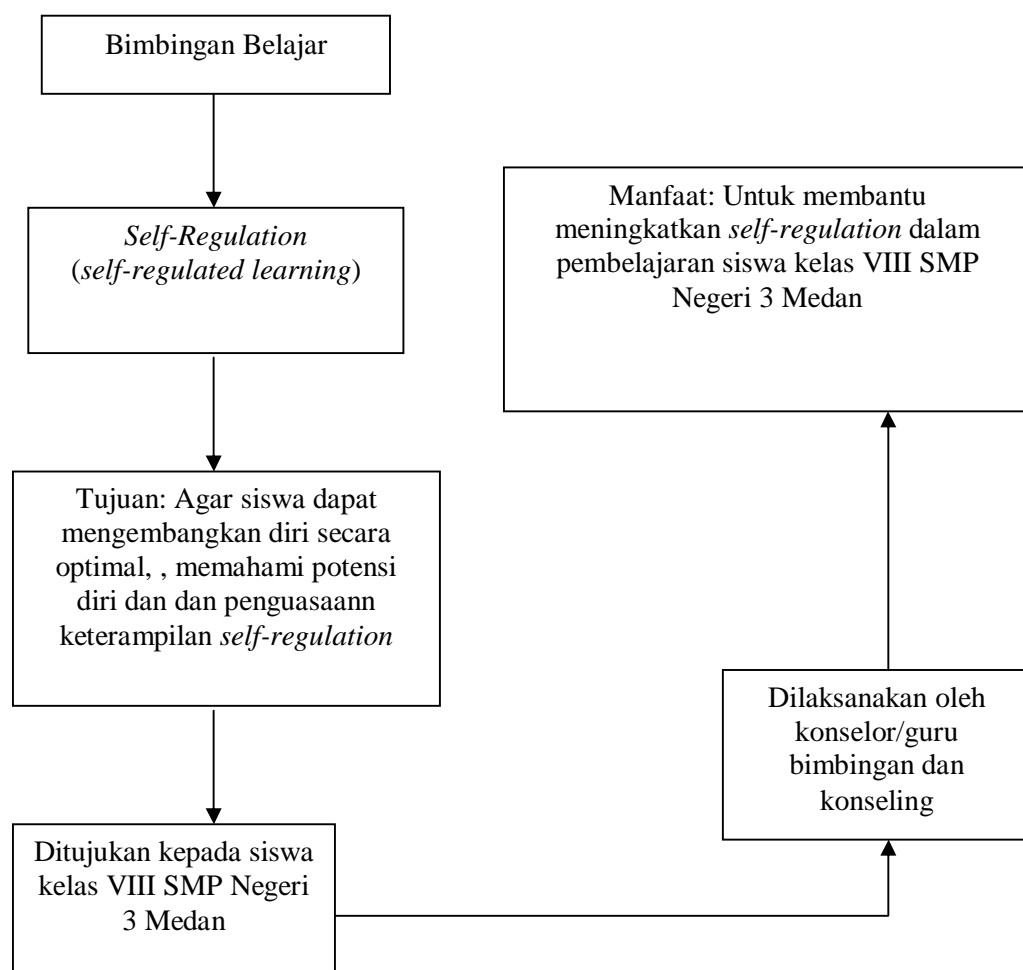 Bimbingan Belajar
Self-Regulation
(self-regulated learning)
Tujuan: Agar siswa dapat
mengembangkan diri secara
optimal, , memahami potensi
diri dan dan penguasaann
keterampilan self-regulation
Ditujukan kepada siswa
kelas VIII SMP Negeri
3 Medan
Dilaksanakan oleh
konselor/guru
bimbingan dan
konseling
Manfaat: Untuk membantu
meningkatkan self-regulation dalam
pembelajaran siswa kelas VIII SMP
Negeri 3 Medan